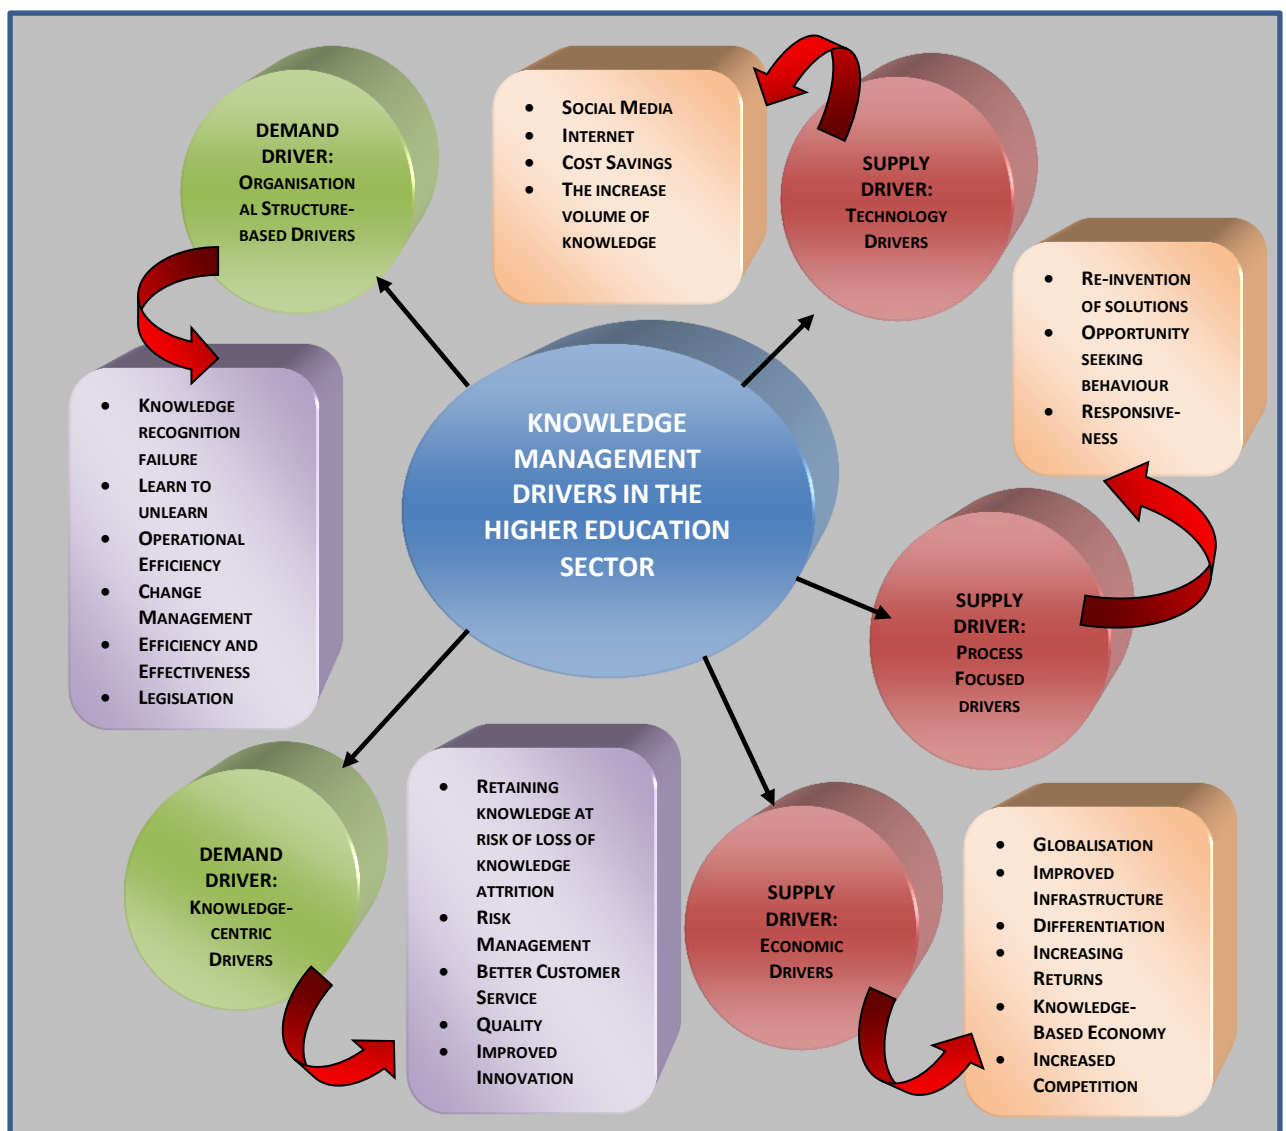 DEMAND
DRIVER:
ORGANISATION
AL STRUCTURE-
BASED DRIVERS
• SOCIAL MEDIA
• INTERNET
• COST SAVINGS
• THE INCREASE
VOLUME OF
KNOWLEDGE
SUPPLY
DRIVER:
TECHNOLOGY
DRIVERS
• RE-INVENTION
OF SOLUTIONS
• OPPORTUNITY
SEEKING
BEHAVIOUR
• RESPONSIVE-
NESS
• KNOWLEDGE
RECOGNITION
FAILURE
• LEARN TO
UNLEARN
• OPERATIONAL
EFFICIENCY
• CHANGE
MANAGEMENT
• EFFICIENCY AND
EFFECTIVENESS
• LEGISLATION
KNOWLEDGE
MANAGEMENT
DRIVERS IN THE
HIGHER EDUCATION
SECTOR
SUPPLY
DRIVER:
PROCESS
FOCUSED
DRIVERS
DEMAND
DRIVER:
KNOWLEDGE-
CENTRIC
DRIVERS
• RETAINING
KNOWLEDGE AT
RISK OF LOSS OF
KNOWLEDGE
ATTRITION
• RISK
MANAGEMENT
• BETTER CUSTOMER
SERVICE
• QUALITY
• IMPROVED
INNOVATION
SUPPLY
DRIVER:
ECONOMIC
DRIVERS
• GLOBALISATION
• IMPROVED
INFRASTRUCTURE
• DIFFERENTIATION
• INCREASING
RETURNS
• KNOWLEDGE-
BASED ECONOMY
• INCREASED
COMPETITION